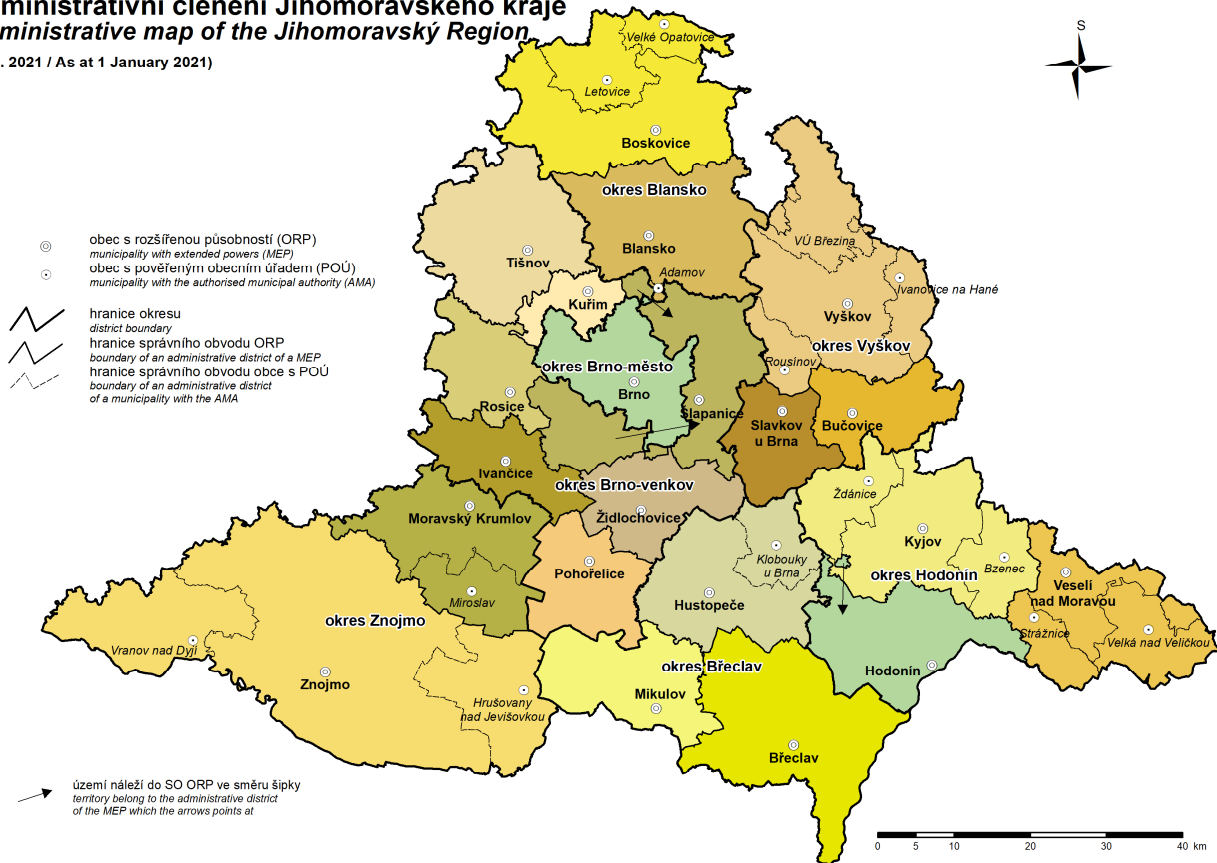 ministrativní členění Jihomoravského kraje
ministrative map of the Jihomoravský Region
. 2021 / As at 1 January 2021)
S
Velké Opatovice
Letovice
Boskovice
okres Blansko
Blansko
Adamov
Tišnov
Kuřim
VÚ Březina
Ivanovice na Hané
Vyškov
okres Vyškov
Rousínov
okres Brno-město
Brno
Šlapanice
Rosice
Slavkov
u Brna
Bučovice
Ivančice
okres Brno-venkov
Židlochovice
Moravský Krumlov
Pohořelice
Miroslav
Ždánice
Kyjov
Klobouky
u Brna
okres Hodonín
Bzenec
Veselí
nad Moravou
Hustopeče
Strážnice
Velká nad Veličkou
okres Znojmo
Vranov nad Dyjí
Znojmo
Hrušovany
nad Jevišovkou
okres Břeclav
Mikulov
Hodonín
Břeclav
obec s rozšířenou působností (ORP)
municipality with extended powers (MEP)
obec s pověřeným obecním úřadem (POÚ)
municipality with the authorised municipal authority (AMA)
hranice okresu
district boundary
hranice správního obvodu ORP
boundary of an administrative district of a MEP
hranice správního obvodu obce s POÚ
boundary of an administrative district
of a municipality with the AMA
území náleží do SO ORP ve směru šipky
territory belong to the administrative district
of the MEP which the arrows points at
0 5 10 20 30 40 km